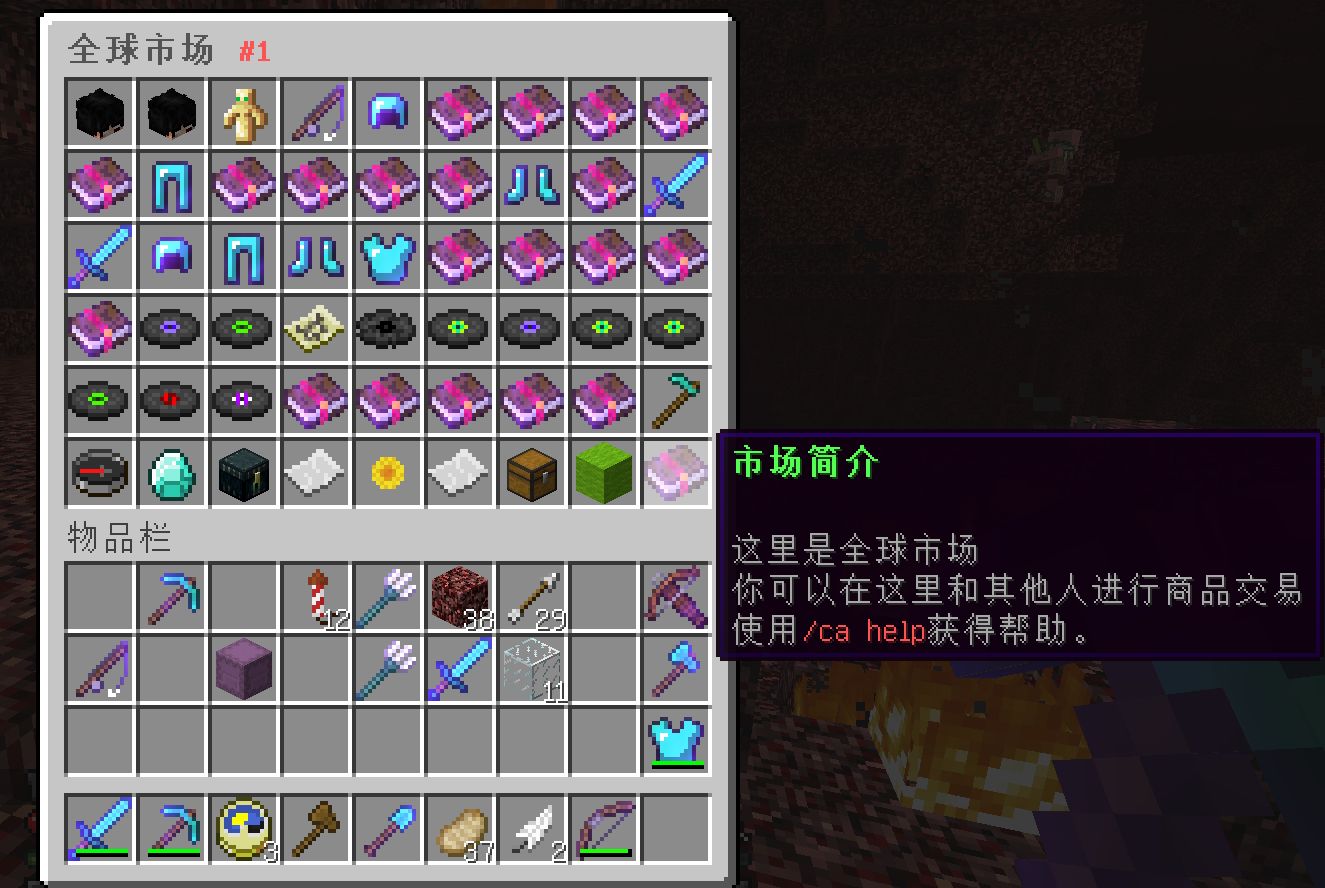 全球市场 #1
市场简介
这里是全球市场
你可以在这里和其他人进行商品交易
使用/ca help获得帮助。
物品栏
12
38
29
11
3
37
2